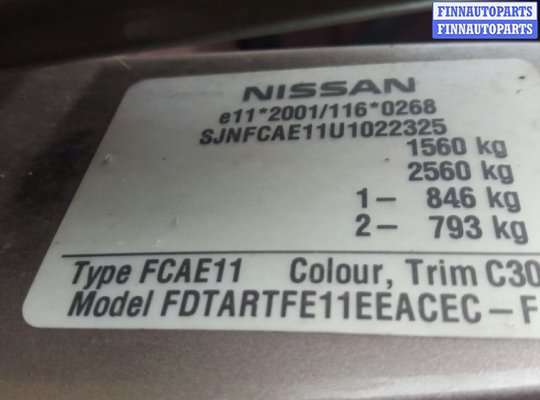 FINNAUTOPARTS
FINNAUTOPARTS
NISSAN
e11*2001/116*0268
SJNFCAE11U1022325
1560 kg
2560 kg
1- 846 kg
2- 793 kg
Type FCAE11 Colour, Trim C30
Model FDTARTFE11EEACEC-F